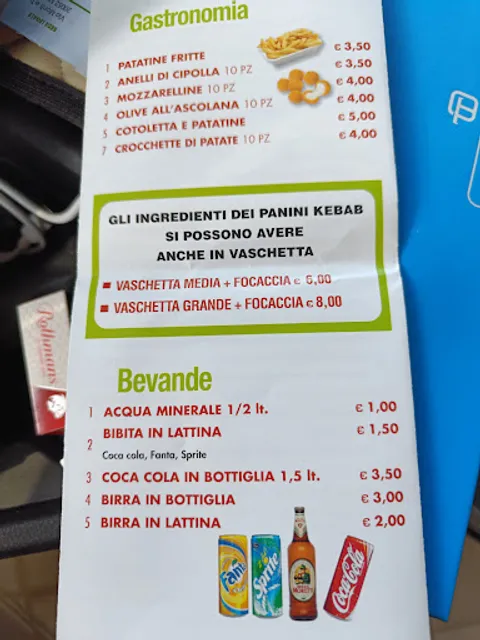 Gastronomia
1 PATATINE FRITTE € 3,50
2 ANELLI DI CIPOLLA 10 PZ € 3,50
3 MOZZARELLINE 10 PZ € 4,00
4 OLIVE ALL'ASCOLANA 10 PZ € 4,00
5 COTOLETTA E PATATINE € 5,00
7 CROCCHETTE DI PATATE 10 PZ € 4,00
GLI INGREDIENTI DEI PANINI KEBAB
SI POSSONO AVERE
ANCHE IN VASCHETTA
VASCHETTA MEDIA + FOCACCIA € 6,00
VASCHETTA GRANDE + FOCACCIA € 8,00
Bevande
1 ACQUA MINERALE 1/2 lt. € 1,00
2 BIBITA IN LATTINA € 1,50
Coca cola, Fanta, Sprite
3 COCA COLA IN BOTTIGLIA 1,5 lt. € 3,50
4 BIRRA IN BOTTIGLIA € 3,00
5 BIRRA IN LATTINA € 2,00
Fanta
Sprite
MORETTI
Coca-Cola
Rothmans